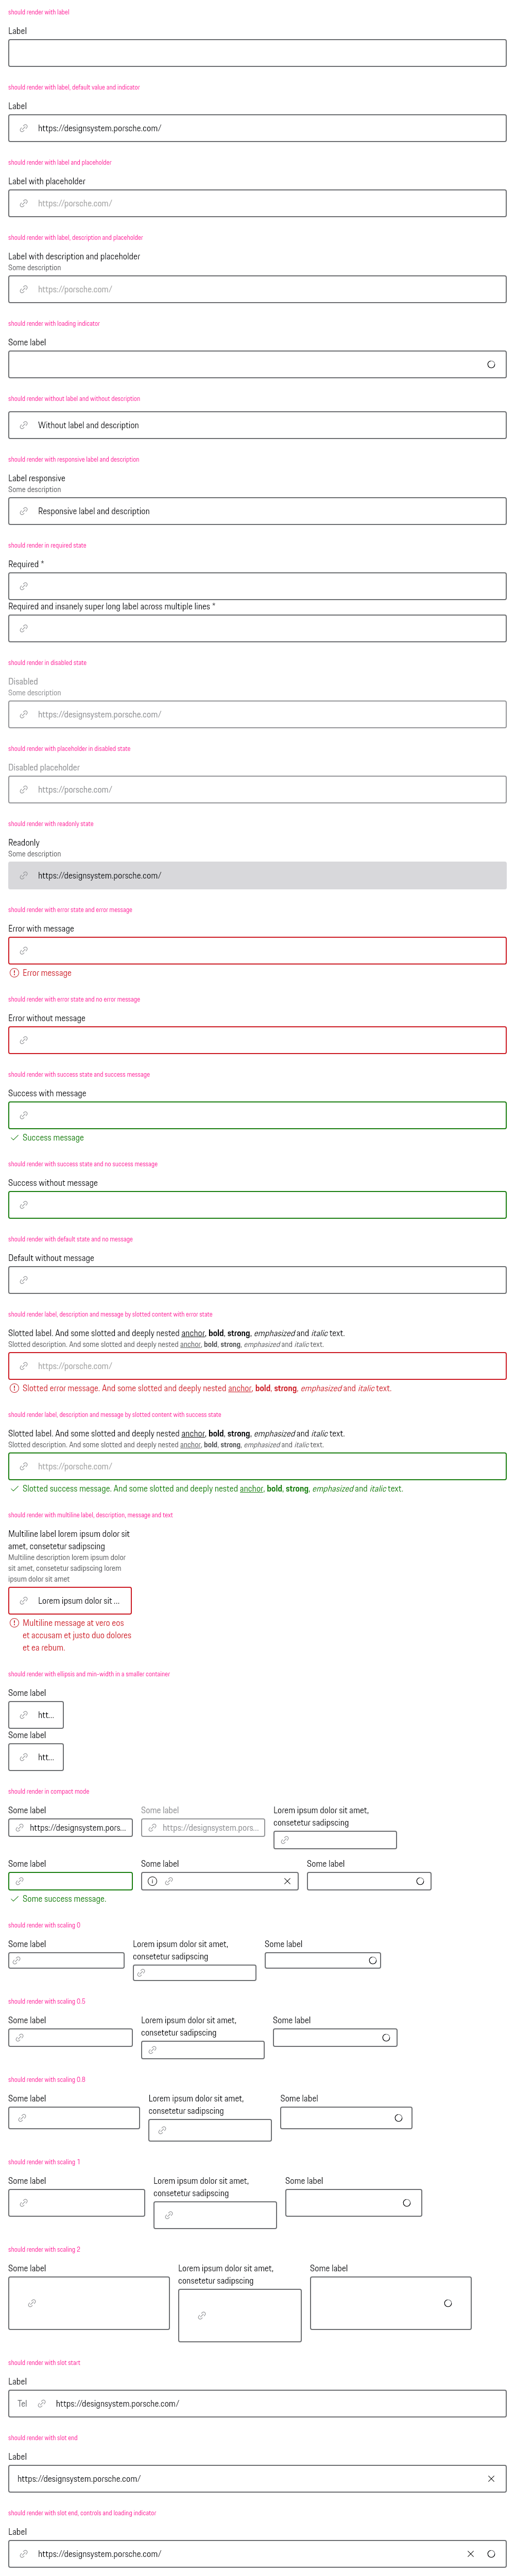 should render with label
Label
should render with label, default value and indicator
Label
https://designsystem.porsche.com/
should render with label and placeholder
Label with placeholder
https://porsche.com/
should render with label, description and placeholder
Label with description and placeholder
Some description
https://porsche.com/
should render with loading indicator
Some label
should render without label and without description
Without label and description
should render with responsive label and description
Label responsive
Some description
Responsive label and description
should render in required state
Required *
Required and insanely super long label across multiple lines *
should render in disabled state
Disabled
Some description
https://designsystem.porsche.com/
should render with placeholder in disabled state
Disabled placeholder
https://porsche.com/
should render with readonly state
Readonly
Some description
https://designsystem.porsche.com/
should render with error state and error message
Error with message
Error message
should render with error state and no error message
Error without message
should render with success state and success message
Success with message
Success message
should render with success state and no success message
Success without message
should render with default state and no message
Default without message
should render label, description and message by slotted content with error state
Slotted label. And some slotted and deeply nested anchor, bold, strong, emphasized and italic text.
Slotted description. And some slotted and deeply nested anchor, bold, strong, emphasized and italic text.
https://porsche.com/
Slotted error message. And some slotted and deeply nested anchor, bold, strong, emphasized and italic text.
should render label, description and message by slotted content with success state
Slotted label. And some slotted and deeply nested anchor, bold, strong, emphasized and italic text.
Slotted description. And some slotted and deeply nested anchor, bold, strong, emphasized and italic text.
https://porsche.com/
Slotted success message. And some slotted and deeply nested anchor, bold, strong, emphasized and italic text.
should render with multiline label, description, message and text
Multiline label lorem ipsum dolor sit
amet, consetetur sadipscing
Multiline description lorem ipsum dolor
sit amet, consetetur sadipscing lorem
ipsum dolor sit amet
Lorem ipsum dolor sit ...
Multiline message at vero eos
et accusam et justo duo dolores
et ea rebum.
should render with ellipsis and min-width in a smaller container
Some label
htt...
Some label
htt...
should render in compact mode
Some label
https://designsystem.pors...
Some label
https://designsystem.pors...
Lorem ipsum dolor sit amet,
consetetur sadipscing
Some label
Some success message.
Some label
Some label
should render with scaling 0
Some label
Lorem ipsum dolor sit amet,
consetetur sadipscing
Some label
should render with scaling 0.5
Some label
Lorem ipsum dolor sit amet,
consetetur sadipscing
Some label
should render with scaling 0.8
Some label
Lorem ipsum dolor sit amet,
consetetur sadipscing
Some label
should render with scaling 1
Some label
Lorem ipsum dolor sit amet,
consetetur sadipscing
Some label
should render with scaling 2
Some label
Lorem ipsum dolor sit amet,
consetetur sadipscing
Some label
should render with slot start
Label
Tel https://designsystem.porsche.com/
should render with slot end
Label
https://designsystem.porsche.com/
should render with slot end, controls and loading indicator
Label
https://designsystem.porsche.com/